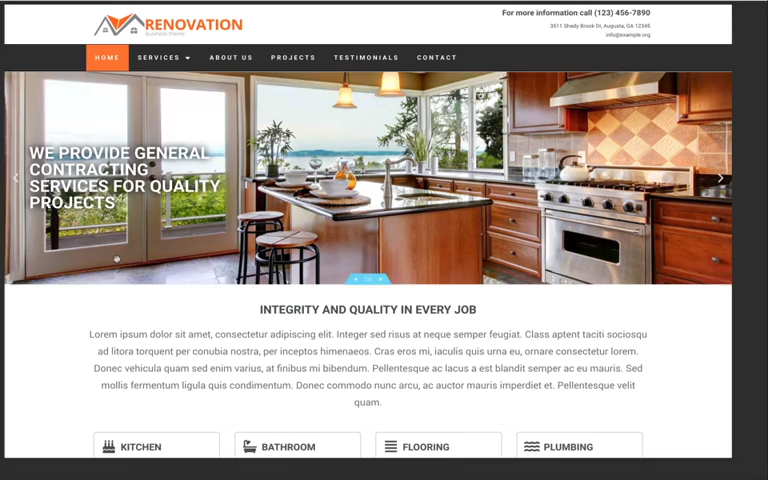 RENOVATION
business theme
For more information call (123) 456-7890
3511 Shady Brook Dr, Augusta, GA 12345
info@example.org
HOME SERVICES ABOUT US PROJECTS TESTIMONIALS CONTACT
WE PROVIDE GENERAL
CONTRACTING
SERVICES FOR QUALITY
PROJECTS
INTEGRITY AND QUALITY IN EVERY JOB
Lorem ipsum dolor sit amet, consectetur adipiscing elit. Integer sed risus at neque semper feugiat. Class aptent taciti sociosqu
ad litora torquent per conubia nostra, per inceptos himenaeos. Cras eros mi, iaculis quis urna eu, ornare consectetur lorem.
Donec vehicula quam sed enim varius, at finibus mi bibendum. Pellentesque ac lacus a est blandit semper ac eu mauris. Sed
mollis fermentum ligula quis condimentum. Donec commodo nunc arcu, ac auctor mauris imperdiet et. Pellentesque velit
quam.
KITCHEN BATHROOM FLOORING PLUMBING